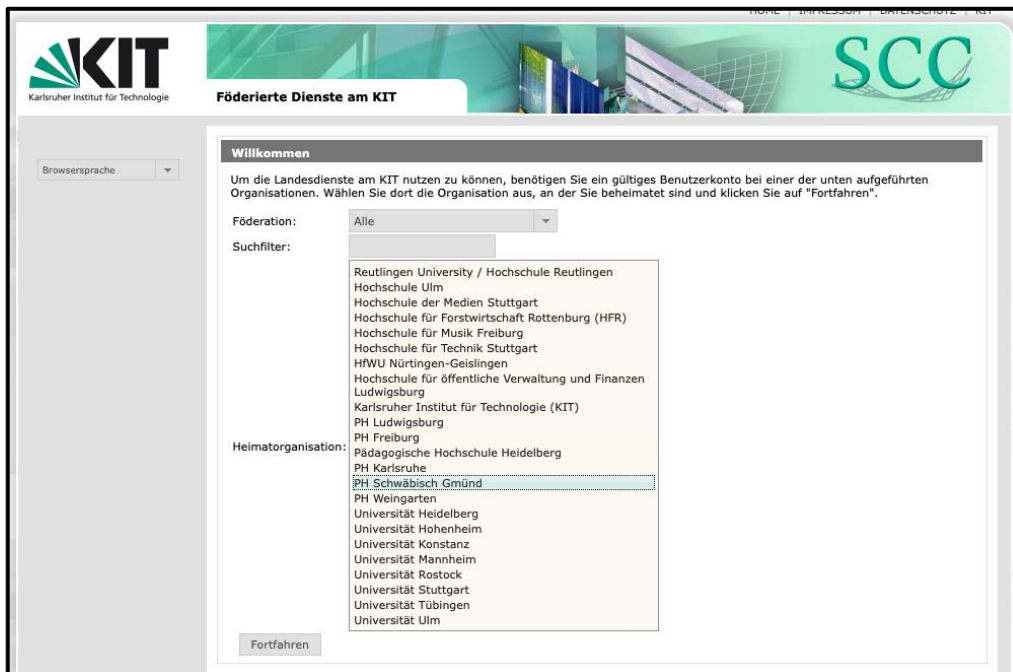 HOME | IMPRESSUM | DATENSCHUTZ | KIT
KIT
Karlsruher Institut für Technologie
Föderierte Dienste am KIT
SCC
Browsersprache
Willkommen
Um die Landesdienste am KIT nutzen zu können, benötigen Sie ein gültiges Benutzerkonto bei einer der unten aufgeführten
Organisationen. Wählen Sie dort die Organisation aus, an der Sie beheimatet sind und klicken Sie auf "Fortfahren".
Föderation: Alle
Suchfilter:
Heimatorganisation:
Reutlingen University / Hochschule Reutlingen
Hochschule Ulm
Hochschule der Medien Stuttgart
Hochschule für Forstwirtschaft Rottenburg (HFR)
Hochschule für Musik Freiburg
Hochschule für Technik Stuttgart
HfWU Nürtingen-Geislingen
Hochschule für öffentliche Verwaltung und Finanzen
Ludwigsburg
Karlsruher Institut für Technologie (KIT)
PH Ludwigsburg
PH Freiburg
Pädagogische Hochschule Heidelberg
PH Karlsruhe
PH Schwäbisch Gmünd
PH Weingarten
Universität Heidelberg
Universität Hohenheim
Universität Konstanz
Universität Mannheim
Universität Rostock
Universität Stuttgart
Universität Tübingen
Universität Ulm
Fortfahren